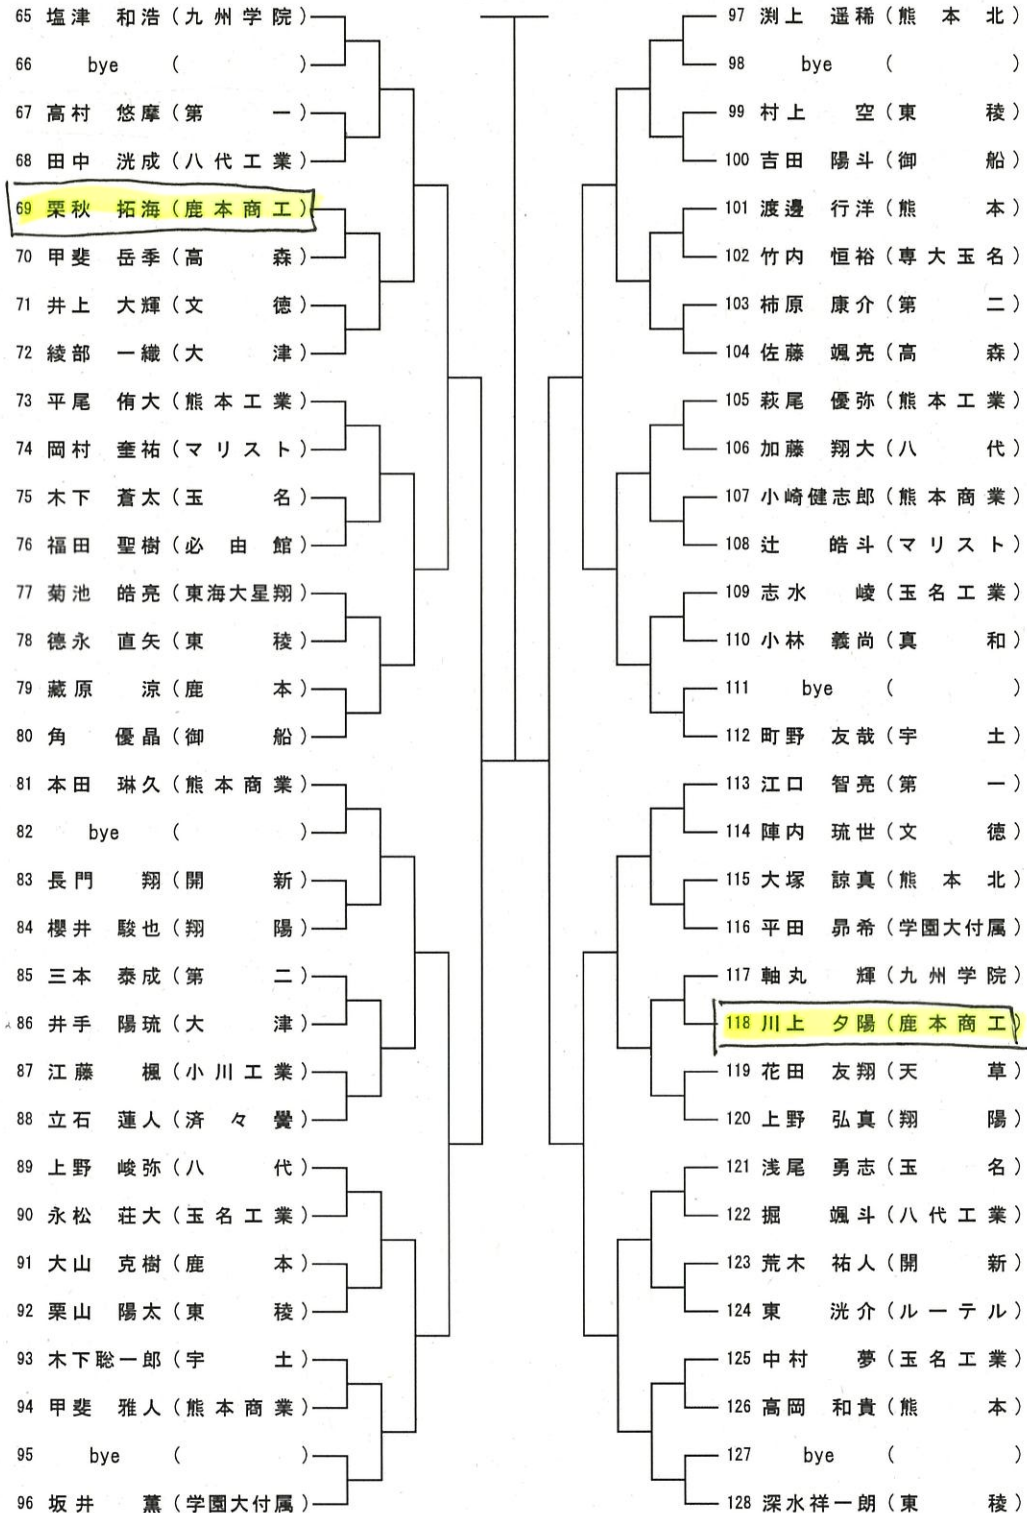 65 塩津 和浩 (九州学院)
66 bye ( )
67 高村 悠摩 (第一)
68 田中 洸成 (八代工業)
69 栗秋 拓海 (鹿本商工)
70 甲斐 岳季 (高森)
71 井上 大輝 (文徳)
72 綾部 一織 (大津)
73 平尾 侑大 (熊本工業)
74 岡村 奎祐 (マリスト)
75 木下 蒼太 (玉名)
76 福田 聖樹 (必由館)
77 菊池 皓亮 (東海大星翔)
78 徳永 直矢 (東稜)
79 藏原 涼 (鹿本)
80 角 優晶 (御船)
81 本田 琳久 (熊本商業)
82 bye ( )
83 長門 翔 (開新)
84 櫻井 駿也 (翔陽)
85 三本 泰成 (第二)
86 井手 陽琉 (大津)
87 江藤 楓 (小川工業)
88 立石 蓮人 (済々黌)
89 上野 峻弥 (八代)
90 永松 荘大 (玉名工業)
91 大山 克樹 (鹿本)
92 栗山 陽太 (東稜)
93 木下聡一郎 (宇土)
94 甲斐 雅人 (熊本商業)
95 bye ( )
96 坂井 薫 (学園大付属)
97 渕上 遥稀 (熊本北)
98 bye ( )
99 村上 空 (東稜)
100 吉田 陽斗 (御船)
101 渡邊 行洋 (熊本)
102 竹内 恒裕 (専大玉名)
103 柿原 康介 (第二)
104 佐藤 颯亮 (高森)
105 萩尾 優弥 (熊本工業)
106 加藤 翔大 (八代)
107 小崎健志郎 (熊本商業)
108 辻 皓斗 (マリスト)
109 志水 崚 (玉名工業)
110 小林 義尚 (真和)
111 bye ( )
112 町野 友哉 (宇土)
113 江口 智亮 (第一)
114 陣内 琉世 (文徳)
115 大塚 諒真 (熊本北)
116 平田 昴希 (学園大付属)
117 軸丸 輝 (九州学院)
118 川上 夕陽 (鹿本商工)
119 花田 友翔 (天草)
120 上野 弘真 (翔陽)
121 浅尾 勇志 (玉名)
122 掘 颯斗 (八代工業)
123 荒木 祐人 (開新)
124 東 洸介 (ルーテル)
125 中村 夢 (玉名工業)
126 高岡 和貴 (熊本)
127 bye ( )
128 深水祥一朗 (東稜)